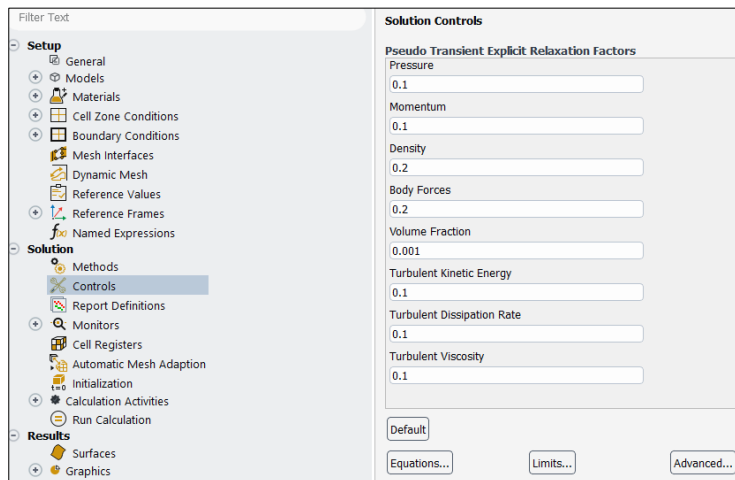 Filter Text
Setup
General
Models
Materials
Cell Zone Conditions
Boundary Conditions
Mesh Interfaces
Dynamic Mesh
Reference Values
Reference Frames
f(x) Named Expressions
Solution
Methods
Controls
Report Definitions
Monitors
Cell Registers
Automatic Mesh Adaption
t=0 Initialization
Calculation Activities
Run Calculation
Results
Surfaces
Graphics
Solution Controls
Pseudo Transient Explicit Relaxation Factors
Pressure
0.1
Momentum
0.1
Density
0.2
Body Forces
0.2
Volume Fraction
0.001
Turbulent Kinetic Energy
0.1
Turbulent Dissipation Rate
0.1
Turbulent Viscosity
0.1
Default
Equations... Limits... Advanced...